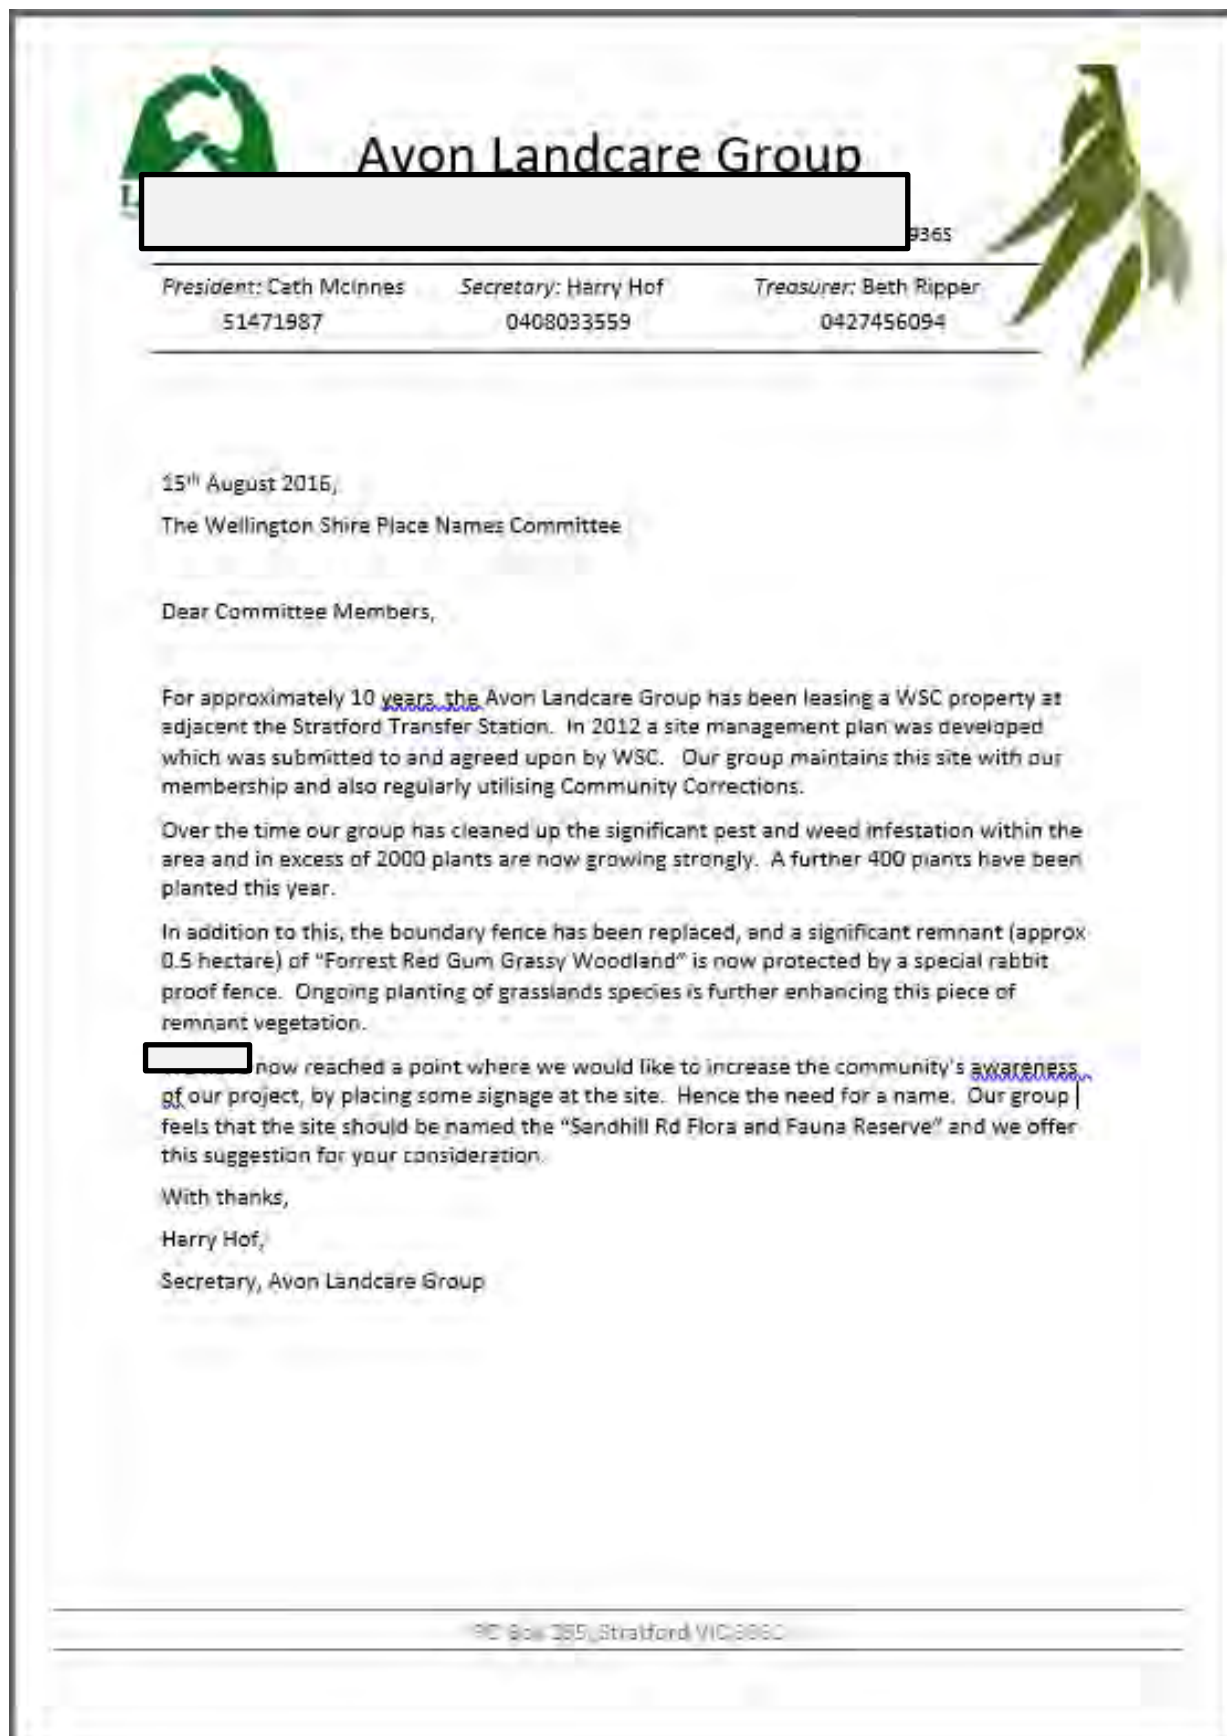 Avon Landcare Group
936S
President: Cath McInnes Secretary: Harry Hof Treasurer: Beth Ripper
51471987 0408033559 0427456094
15th August 2016,
The Wellington Shire Place Names Committee
Dear Committee Members,
For approximately 10 years, the Avon Landcare Group has been leasing a WSC property at
adjacent the Stratford Transfer Station. In 2012 a site management plan was developed
which was submitted to and agreed upon by WSC. Our group maintains this site with our
membership and also regularly utilising Community Corrections.
Over the time our group has cleaned up the significant pest and weed infestation within the
area and in excess of 2000 plants are now growing strongly. A further 400 plants have been
planted this year.
In addition to this, the boundary fence has been replaced, and a significant remnant (approx
0.5 hectare) of “Forrest Red Gum Grassy Woodland” is now protected by a special rabbit
proof fence. Ongoing planting of grasslands species is further enhancing this piece of
remnant vegetation.
now reached a point where we would like to increase the community's awareness
of our project, by placing some signage at the site. Hence the need for a name. Our group
feels that the site should be named the “Sandhill Rd Flora and Fauna Reserve” and we offer
this suggestion for your consideration.
With thanks,
Harry Hof,
Secretary, Avon Landcare Group
PO Box Stratford VIC